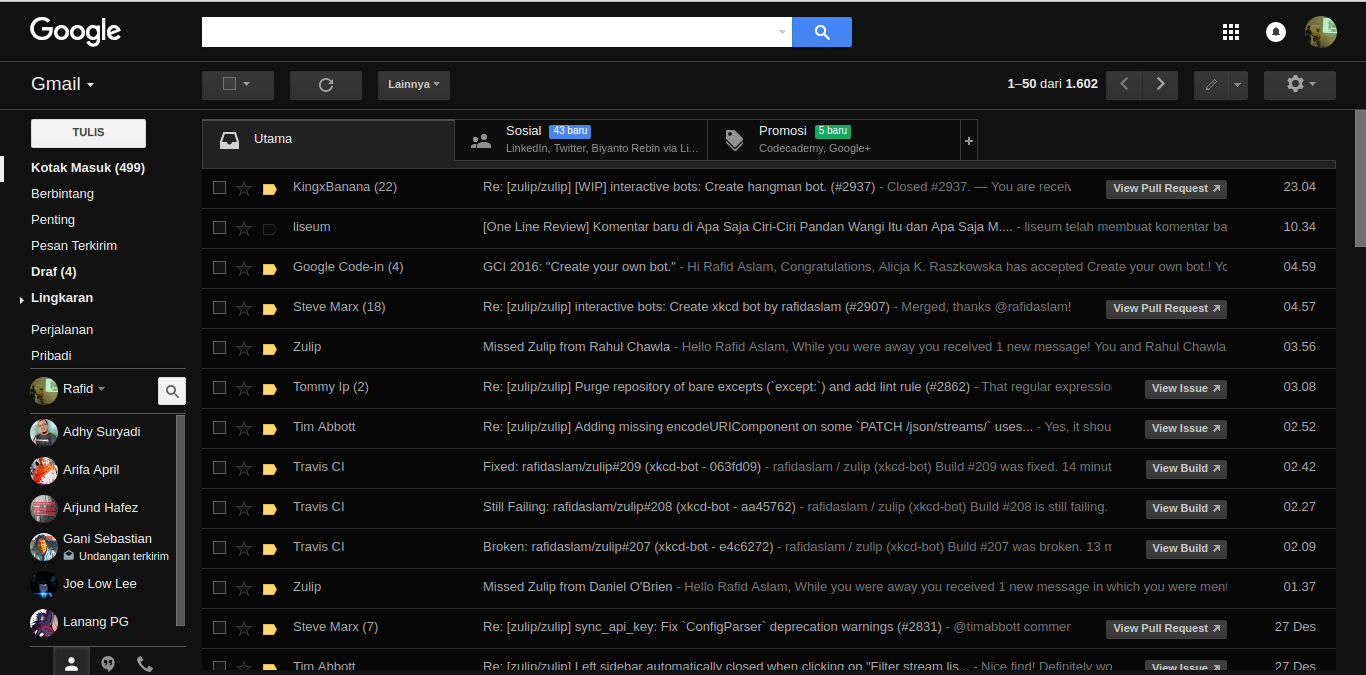 Google
Gmail
Lainnya
1–50 dari 1.602
TULIS
Kotak Masuk (499)
Berbintang
Penting
Pesan Terkirim
Draf (4)
Lingkaran
Perjalanan
Pribadi
Rafid
Adhy Suryadi
Arifa April
Arjund Hafez
Gani Sebastian
Undangan terkirim
Joe Low Lee
Lanang PG
Utama
Sosial 43 baru
LinkedIn, Twitter, Biyanto Rebin via Li...
Promosi 5 baru
Codecademy, Google+
+
KingxBanana (22) Re: [zulip/zulip] [WIP] interactive bots: Create hangman bot. (#2937) - Closed #2937. — You are receiv View Pull Request 23.04
liseum [One Line Review] Komentar baru di Apa Saja Ciri-Ciri Pandan Wangi Itu dan Apa Saja M.... - liseum telah membuat komentar ba 10.34
Google Code-in (4) GCI 2016: "Create your own bot." - Hi Rafid Aslam, Congratulations, Alicja K. Raszkowska has accepted Create your own bot.! Yo 04.59
Steve Marx (18) Re: [zulip/zulip] interactive bots: Create xkcd bot by rafidaslam (#2907) - Merged, thanks @rafidaslam! View Pull Request 04.57
Zulip Missed Zulip from Rahul Chawla - Hello Rafid Aslam, While you were away you received 1 new message! You and Rahul Chawla 03.56
Tommy Ip (2) Re: [zulip/zulip] Purge repository of bare excepts (`except:`) and add lint rule (#2862) - That regular expression View Issue 03.08
Tim Abbott Re: [zulip/zulip] Adding missing encodeURIComponent on some `PATCH /json/streams/` uses... - Yes, it shou View Issue 02.52
Travis CI Fixed: rafidaslam/zulip#209 (xkcd-bot - 063fd09) - rafidaslam / zulip (xkcd-bot) Build #209 was fixed. 14 minut View Build 02.42
Travis CI Still Failing: rafidaslam/zulip#208 (xkcd-bot - aa45762) - rafidaslam / zulip (xkcd-bot) Build #208 is still failing. View Build 02.27
Travis CI Broken: rafidaslam/zulip#207 (xkcd-bot - e4c6272) - rafidaslam / zulip (xkcd-bot) Build #207 was broken. 13 m View Build 02.09
Zulip Missed Zulip from Daniel O'Brien - Hello Rafid Aslam, While you were away you received 1 new message in which you were ment 01.37
Steve Marx (7) Re: [zulip/zulip] sync_api_key: Fix `ConfigParser` deprecation warnings (#2831) - @timabbott commen View Pull Request 27 Des
Tim Abbott Re: [zulip/zulip] Left sidebar automatically closed when clicking on "Filter stream lis... - Nice find! Definitely wo View Issue 27 Des